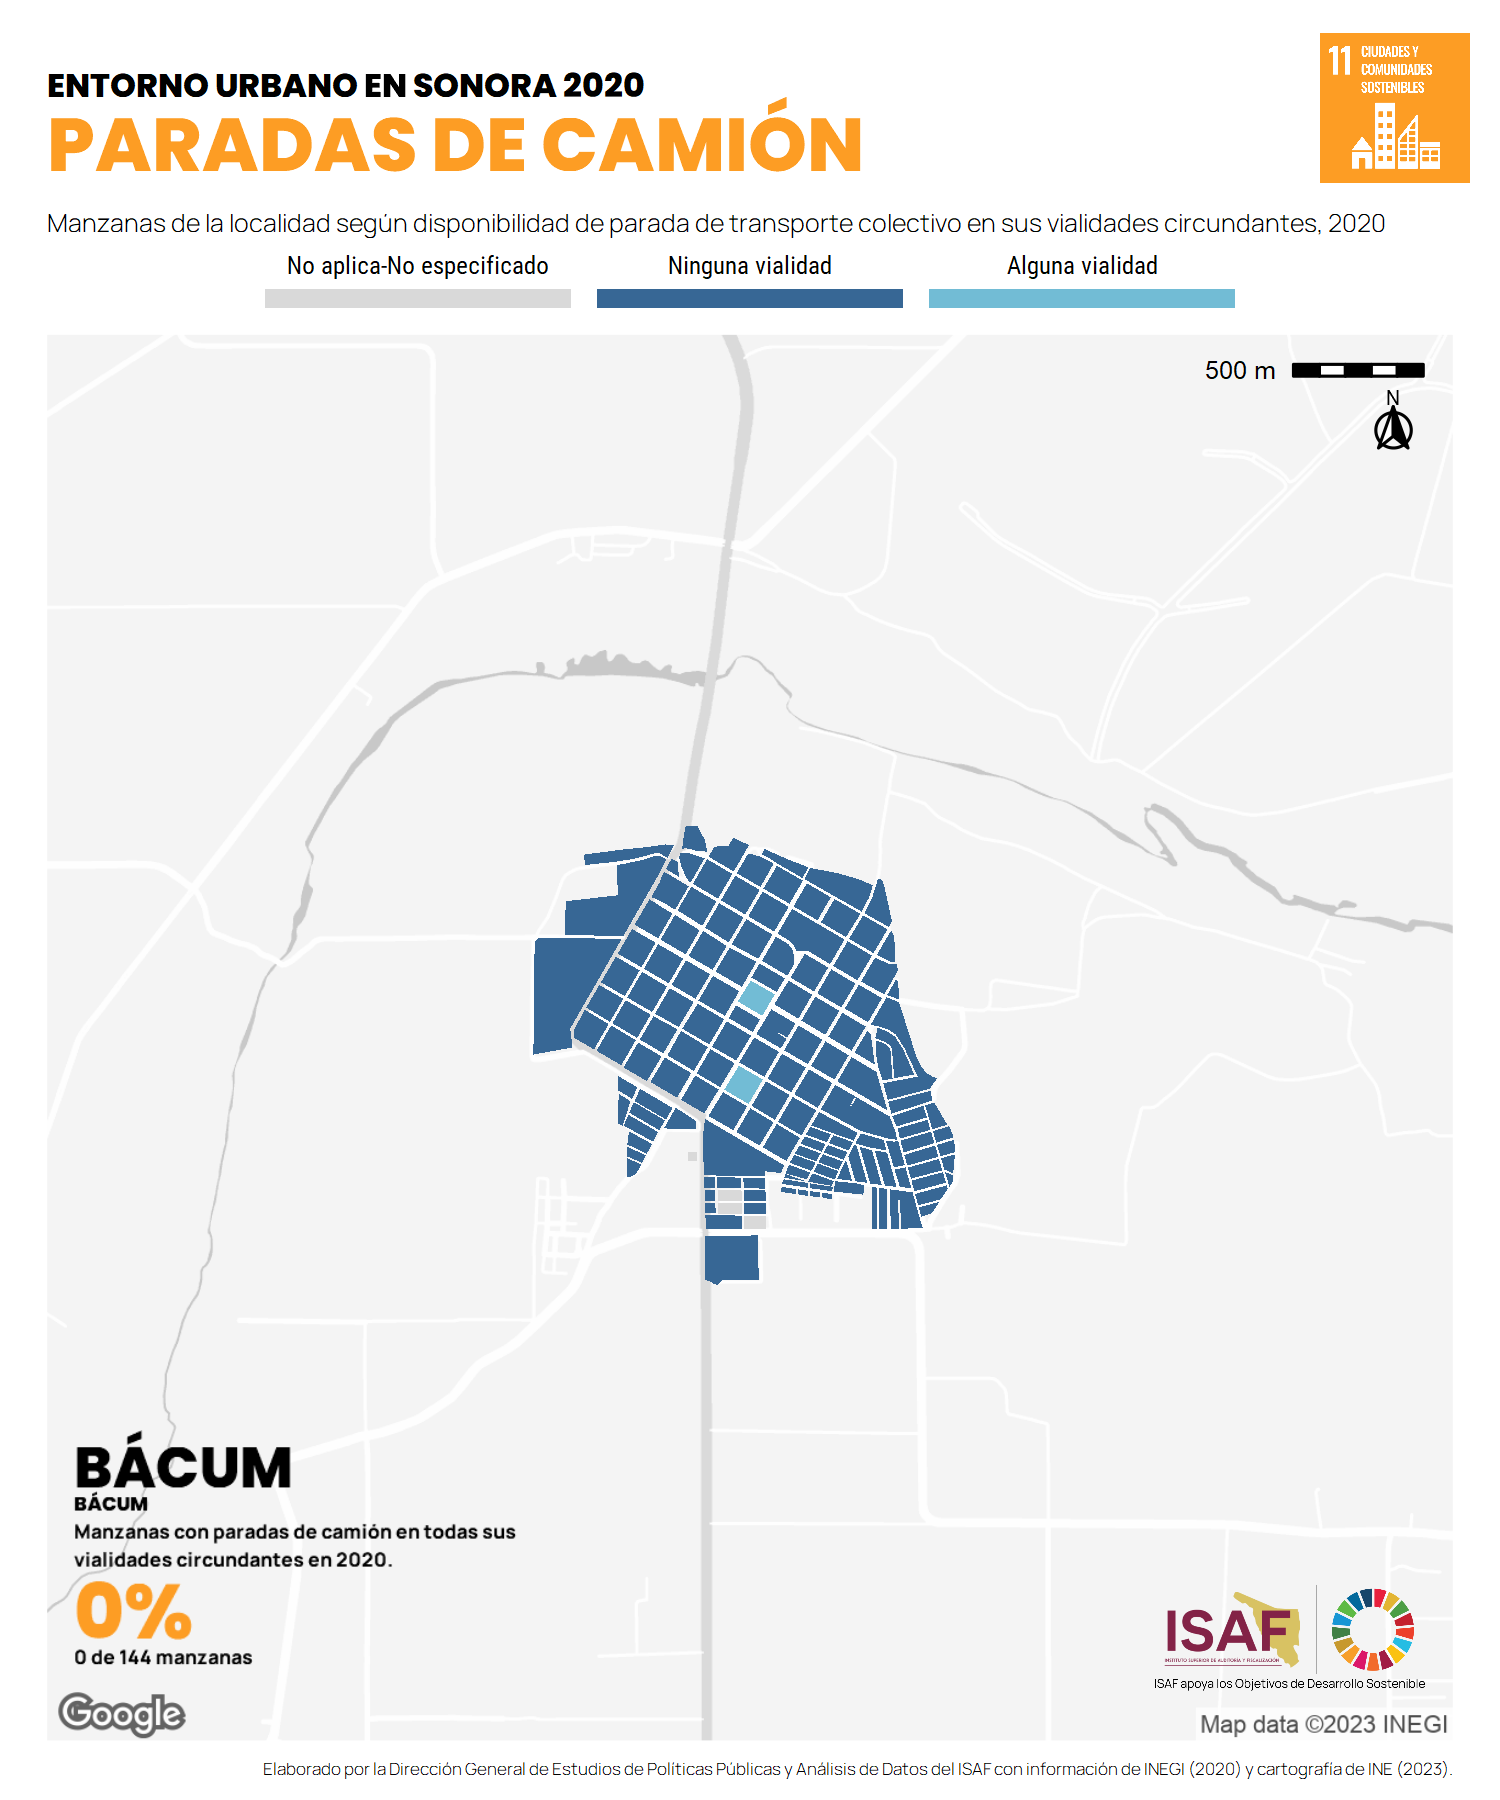 ENTORNO URBANO EN SONORA 2020
PARADAS DE CAMIÓN
11 CIUDADES Y
COMUNIDADES
SOSTENIBLES
Manzanas de la localidad según disponibilidad de parada de transporte colectivo en sus vialidades circundantes, 2020
No aplica-No especificado
Ninguna vialidad
Alguna vialidad
500 m
N
BÁCUM
BÁCUM
Manzanas con paradas de camión en todas sus
vialidades circundantes en 2020.
0%
0 de 144 manzanas
Google
ISAF
INSTITUTO SUPERIOR DE AUDITORÍA Y FISCALIZACIÓN
ISAF apoya los Objetivos de Desarrollo Sostenible
Map data ©2023 INEGI
Elaborado por la Dirección General de Estudios de Políticas Públicas y Análisis de Datos del ISAF con información de INEGI (2020) y cartografía de INE (2023).